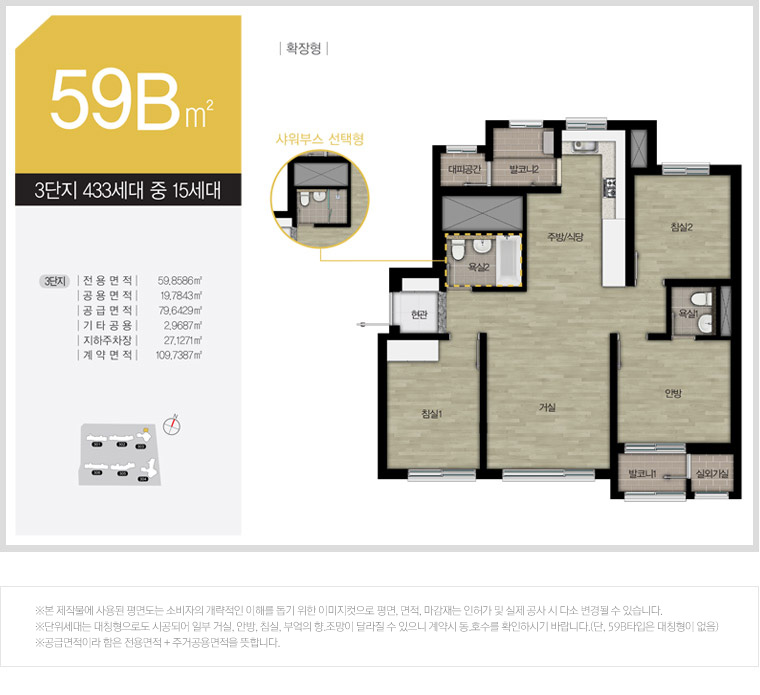 59Bm²
3단지 433세대 중 15세대
3단지
| 전 용 면 적 | 59.8586㎡
| 공 용 면 적 | 19.7843㎡
| 공 급 면 적 | 79.6429㎡
| 기 타 공 용 | 2.9687㎡
| 지하주차장 | 27.1271㎡
| 계 약 면 적 | 109.7387㎡
N
301
302
303
306
305
304
| 확장형 |
샤워부스 선택형
대피공간
발코니2
주방/식당
침실2
욕실2
현관
욕실1
침실1
거실
안방
발코니1
실외기실
※본 제작물에 사용된 평면도는 소비자의 개략적인 이해를 돕기 위한 이미지컷으로 평면, 면적, 마감재는 인허가 및 실제 공사 시 다소 변경될 수 있습니다.
※단위세대는 대칭형으로도 시공되어 일부 거실, 안방, 침실, 부엌의 향.조망이 달라질 수 있으니 계약시 동.호수를 확인하시기 바랍니다.(단, 59B타입은 대칭형이 없음)
※공급면적이라 함은 전용면적 + 주거공용면적을 뜻합니다.